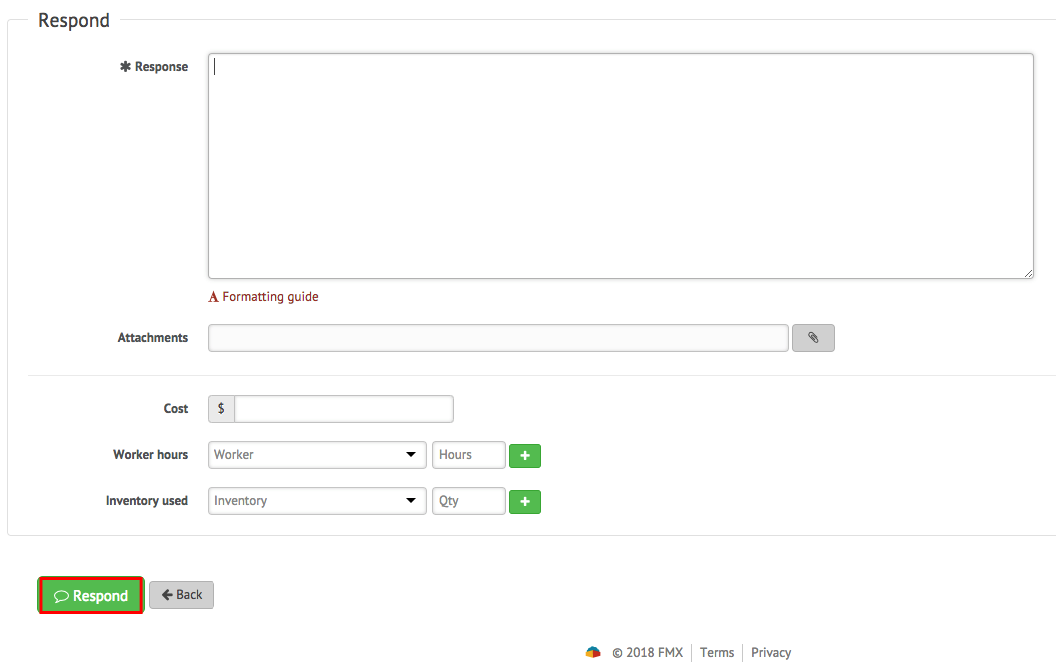 Respond
✱ Response
A Formatting guide
Attachments
Cost $
Worker hours Worker Hours +
Inventory used Inventory Qty +
Respond Back
© 2018 FMX Terms Privacy